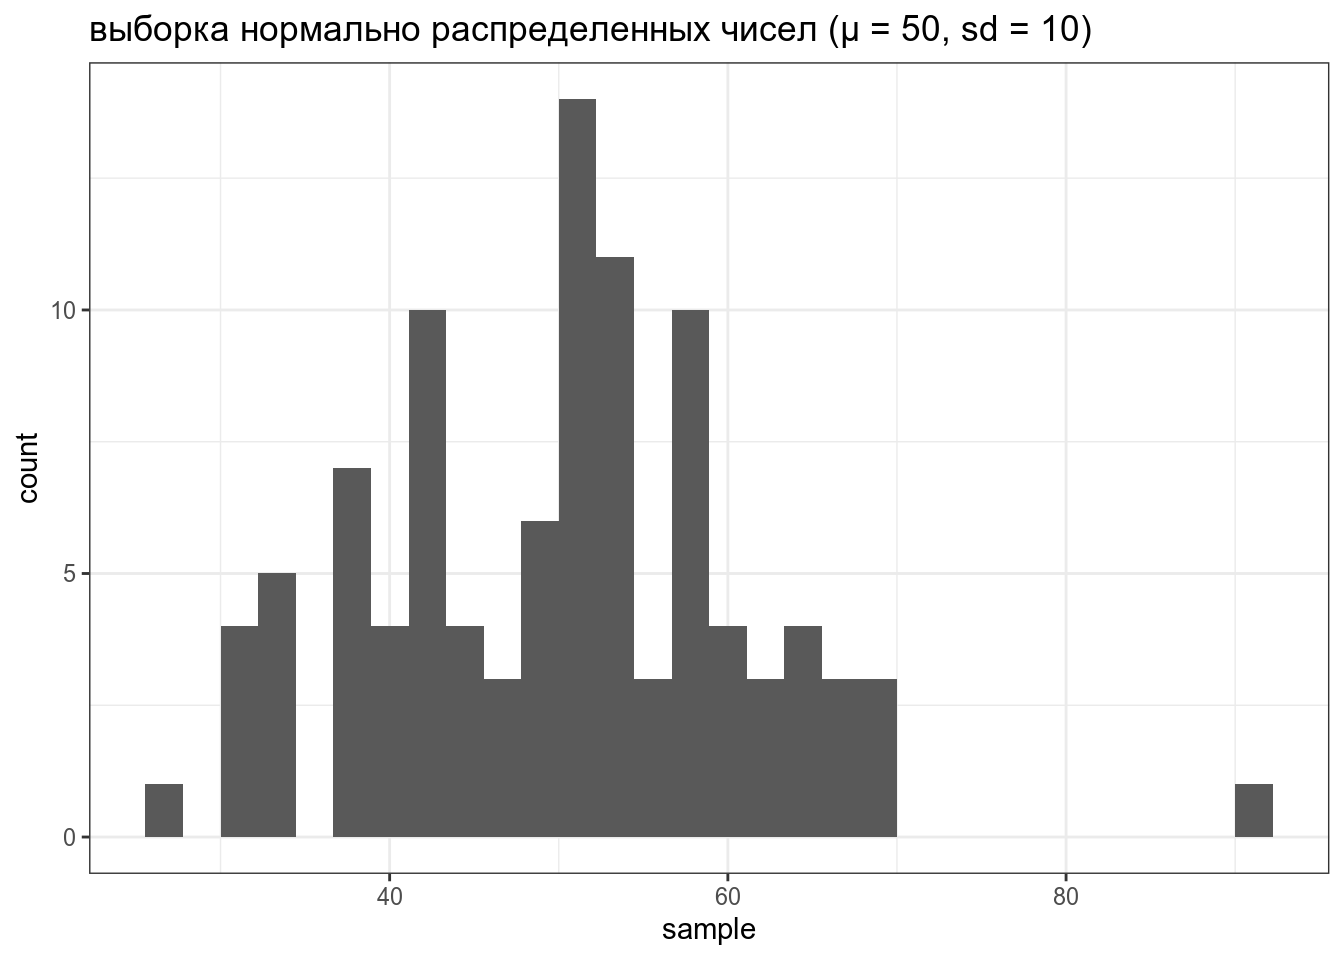 выборка нормально распределенных чисел (μ = 50, sd = 10)
10
5
0
count
40 60 80
sample